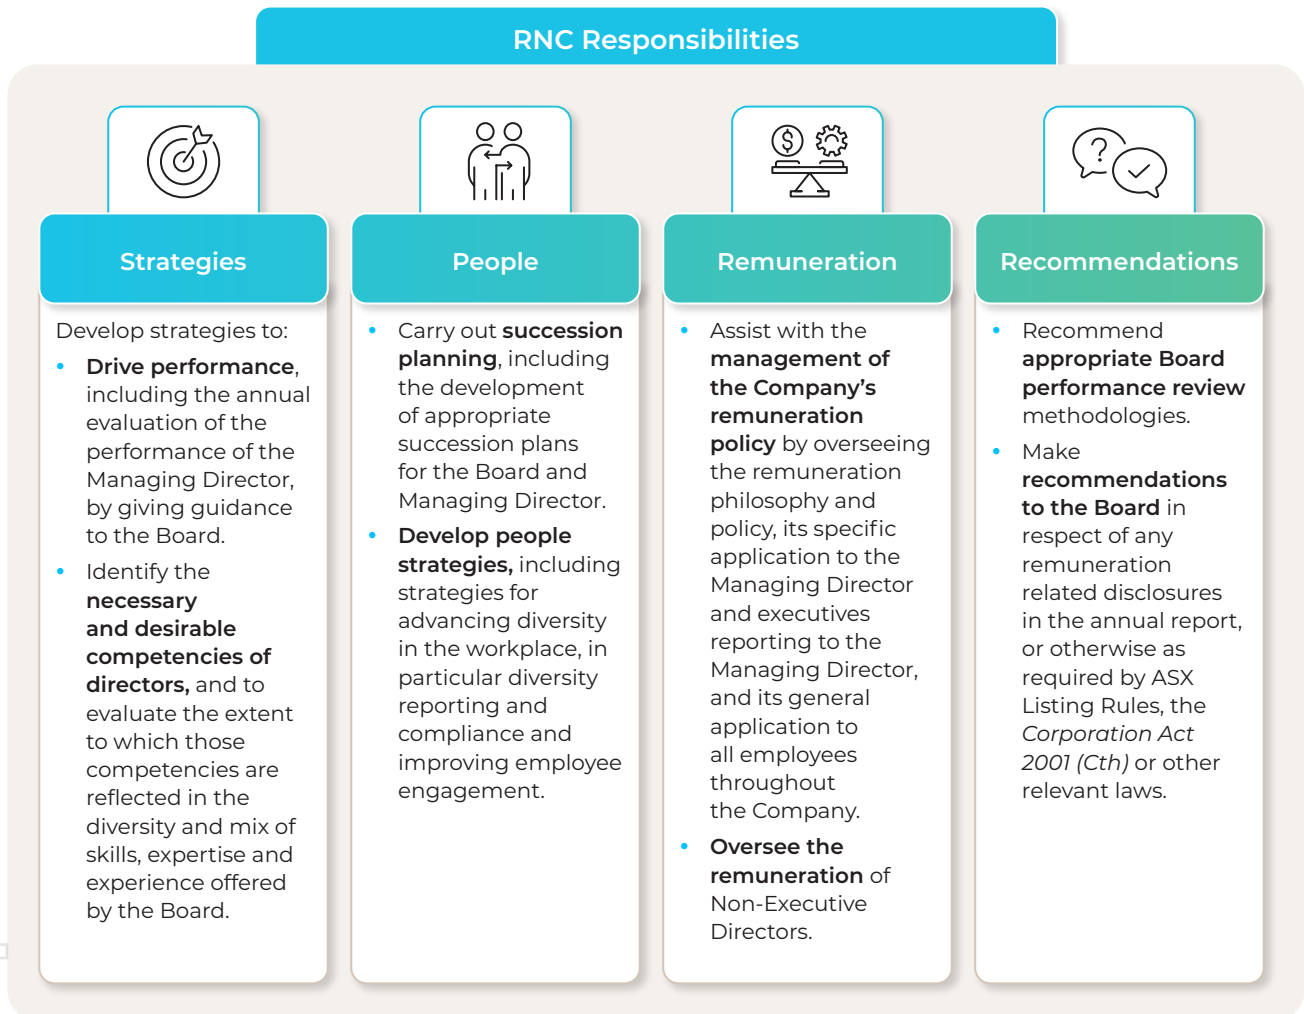 RNC Responsibilities
Strategies
Develop strategies to:
• Drive performance,
including the annual
evaluation of the
performance of the
Managing Director,
by giving guidance
to the Board.
• Identify the
necessary
and desirable
competencies of
directors, and to
evaluate the extent
to which those
competencies are
reflected in the
diversity and mix of
skills, expertise and
experience offered
by the Board.
People
• Carry out succession
planning, including
the development
of appropriate
succession plans
for the Board and
Managing Director.
• Develop people
strategies, including
strategies for
advancing diversity
in the workplace, in
particular diversity
reporting and
compliance and
improving employee
engagement.
Remuneration
• Assist with the
management of
the Company’s
remuneration
policy by overseeing
the remuneration
philosophy and
policy, its specific
application to the
Managing Director
and executives
reporting to the
Managing Director,
and its general
application to
all employees
throughout
the Company.
• Oversee the
remuneration of
Non-Executive
Directors.
Recommendations
• Recommend
appropriate Board
performance review
methodologies.
• Make
recommendations
to the Board in
respect of any
remuneration
related disclosures
in the annual report,
or otherwise as
required by ASX
Listing Rules, the
Corporation Act
2001 (Cth) or other
relevant laws.